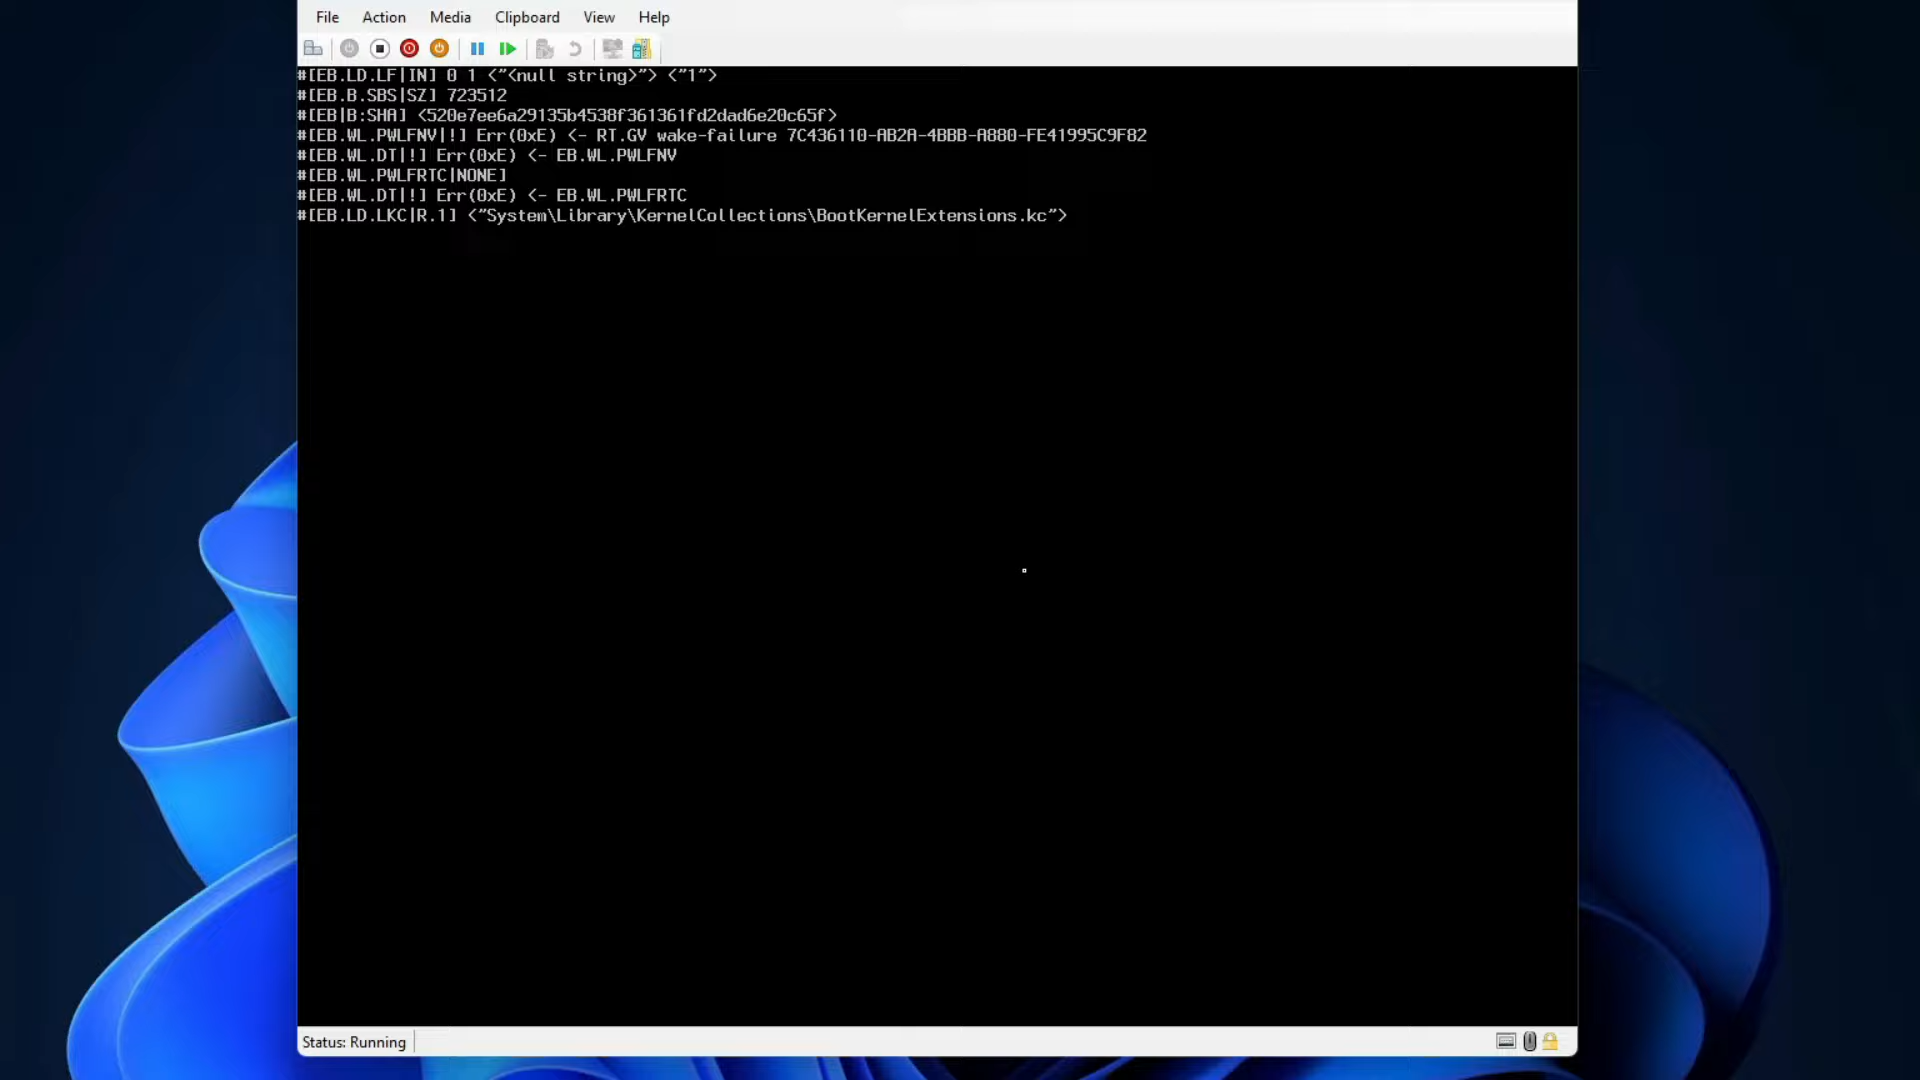 File Action Media Clipboard View Help
#[EB.LD.LF|IN] 0 1 <"<null string>"> <"1">
#[EB.B.SBS|SZ] 723512
#[EB|B:SHA] <520e7ee6a29135b4538f361361fd2dad6e20c65f>
#[EB.WL.PWLFNV|!] Err(0xE) <- RT.GV wake-failure 7C436110-AB2A-4BBB-A880-FE41995C9F82
#[EB.WL.DT|!] Err(0xE) <- EB.WL.PWLFNV
#[EB.WL.PWLFRTC|NONE]
#[EB.WL.DT|!] Err(0xE) <- EB.WL.PWLFRTC
#[EB.LD.LKC|R.1] <"System\Library\KernelCollections\BootKernelExtensions.kc">
Status: Running